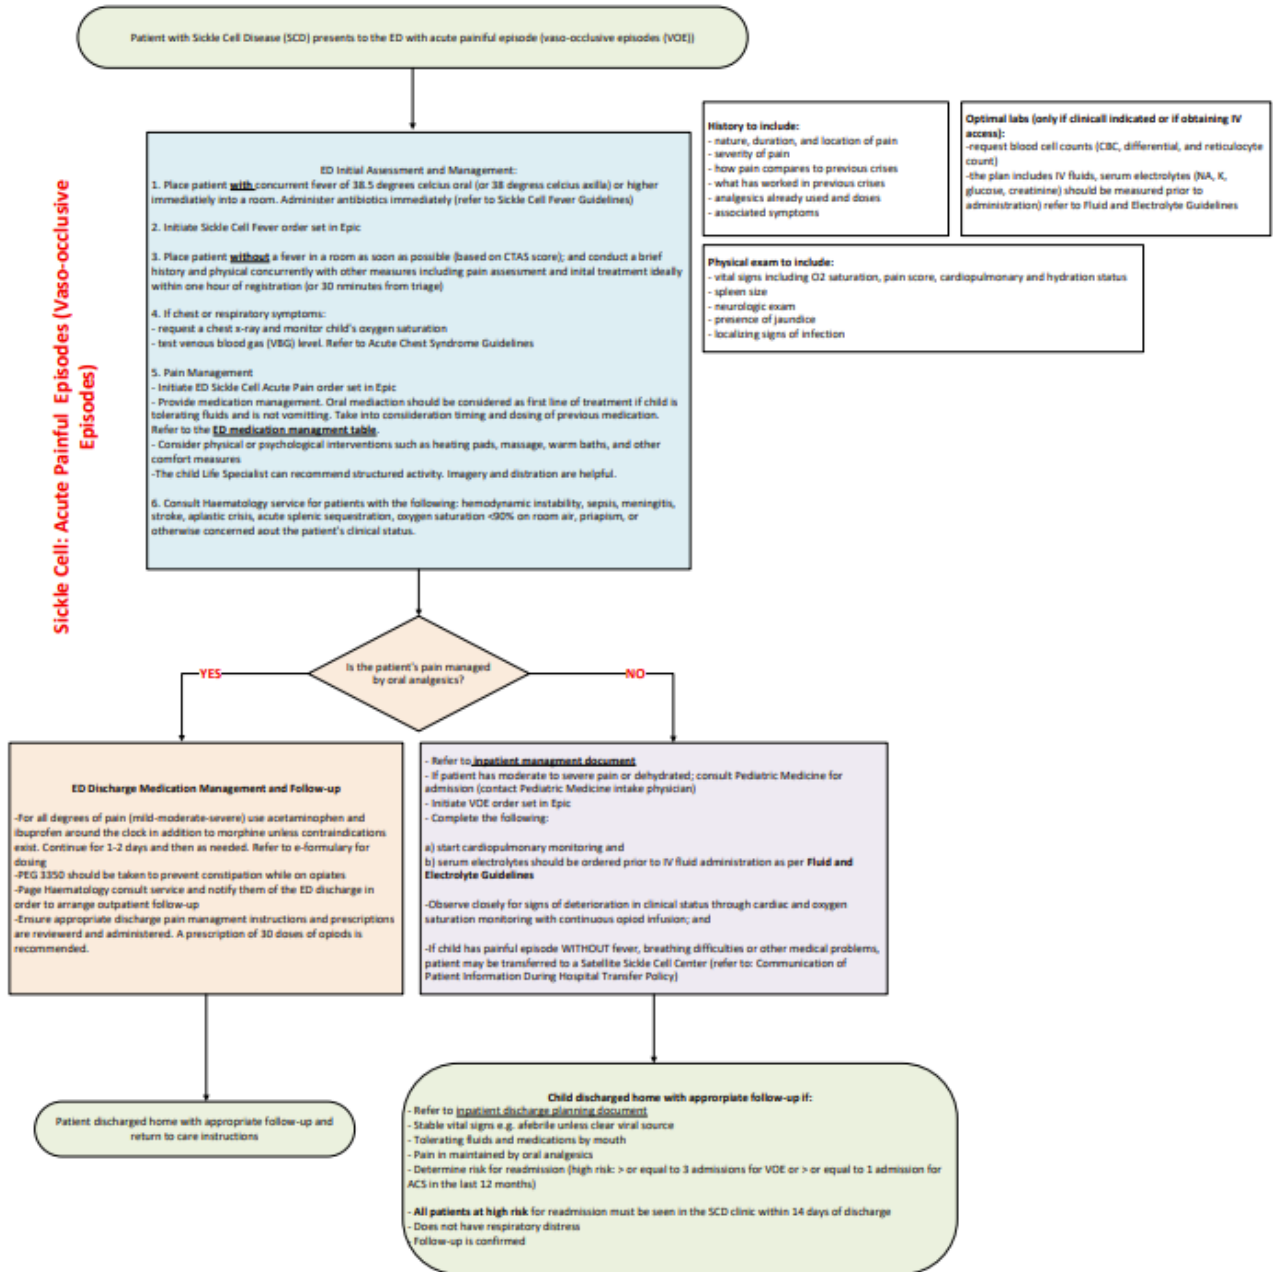 Patient with Sickle Cell Disease (SCD) presents to the ED with acute painiful episode (vaso-occlusive episodes (VOE))
Sickle Cell: Acute Painful Episodes (Vaso-occlusive
Episodes)
ED Initial Assessment and Management:
1. Place patient with concurrent fever of 38.5 degrees celcius oral (or 38 degress celcius axilla) or higher
immediately into a room. Administer antibiotics immediately (refer to Sickle Cell Fever Guidelines)
2. Initiate Sickle Cell Fever order set in Epic
3. Place patient without a fever in a room as soon as possible (based on CTAS score); and conduct a brief
history and physical concurrently with other measures including pain assessment and inital treatment ideally
within one hour of registration (or 30 nminutes from triage)
4. If chest or respiratory symptoms:
- request a chest x-ray and monitor child's oxygen saturation
- test venous blood gas (VBG) level. Refer to Acute Chest Syndrome Guidelines
5. Pain Management
- Initiate ED Sickle Cell Acute Pain order set in Epic
- Provide medication management. Oral mediaction should be considered as first line of treatment if child is
tolerating fluids and is not vomitting. Take into consiideration timing and dosing of previous medication.
Refer to the ED medication managment table.
- Consider physical or psychological interventions such as heating pads, massage, warm baths, and other
comfort measures
-The child Life Specialist can recommend structured activity. Imagery and distration are helpful.
6. Consult Haematology service for patients with the following: hemodynamic instability, sepsis, meningitis,
stroke, aplastic crisis, acute splenic sequestration, oxygen saturation <90% on room air, priapism, or
otherwise concerned aout the patient's clinical status.
History to include:
- nature, duration, and location of pain
- severity of pain
- how pain compares to previous crises
- what has worked in previous crises
- analgesics already used and doses
- associated symptoms
Optimal labs (only if clinicall indicated or if obtaining IV
access):
-request blood cell counts (CBC, differential, and reticulocyte
count)
-the plan includes IV fluids, serum electrolytes (NA, K,
glucose, creatinine) should be measured prior to
administration) refer to Fluid and Electrolyte Guidelines
Physical exam to include:
- vital signs including O2 saturation, pain score, cardiopulmonary and hydration status
- spleen size
- neurologic exam
- presence of jaundice
- localizing signs of infection
Is the patient's pain managed
by oral analgesics?
YES
NO
ED Discharge Medication Management and Follow-up
-For all degrees of pain (mild-moderate-severe) use acetaminophen and
ibuprofen around the clock in addition to morphine unless contraindications
exist. Continue for 1-2 days and then as needed. Refer to e-formulary for
dosing
-PEG 3350 should be taken to prevent constipation while on opiates
-Page Haematology consult service and notify them of the ED discharge in
order to arrange outpatient follow-up
-Ensure appropriate discharge pain managment instructions and prescriptions
are reviewerd and administered. A prescription of 30 doses of opiods is
recommended.
- Refer to inpatient managment document
- If patient has moderate to severe pain or dehydrated; consult Pediatric Medicine for
admission (contact Pediatric Medicine intake physician)
- Initiate VOE order set in Epic
- Complete the following:
a) start cardiopulmonary monitoring and
b) serum electrolytes should be ordered prior to IV fluid administration as per Fluid and
Electrolyte Guidelines
-Observe closely for signs of deterioration in clinical status through cardiac and oxygen
saturation monitoring with continuous opiod infusion; and
-If child has painful episode WITHOUT fever, breathing difficulties or other medical problems,
patient may be transferred to a Satellite Sickle Cell Center (refer to: Communication of
Patient Information During Hospital Transfer Policy)
Patient discharged home with appropriate follow-up and
return to care instructions
Child discharged home with approrpiate follow-up if:
- Refer to inpatient discharge planning document
- Stable vital signs e.g. afebrile unless clear viral source
- Tolerating fluids and medications by mouth
- Pain in maintained by oral analgesics
- Determine risk for readmission (high risk: > or equal to 3 admissions for VOE or > or equal to 1 admission for
ACS in the last 12 months)
- All patients at high risk for readmission must be seen in the SCD clinic within 14 days of discharge
- Does not have respiratory distress
- Follow-up is confirmed